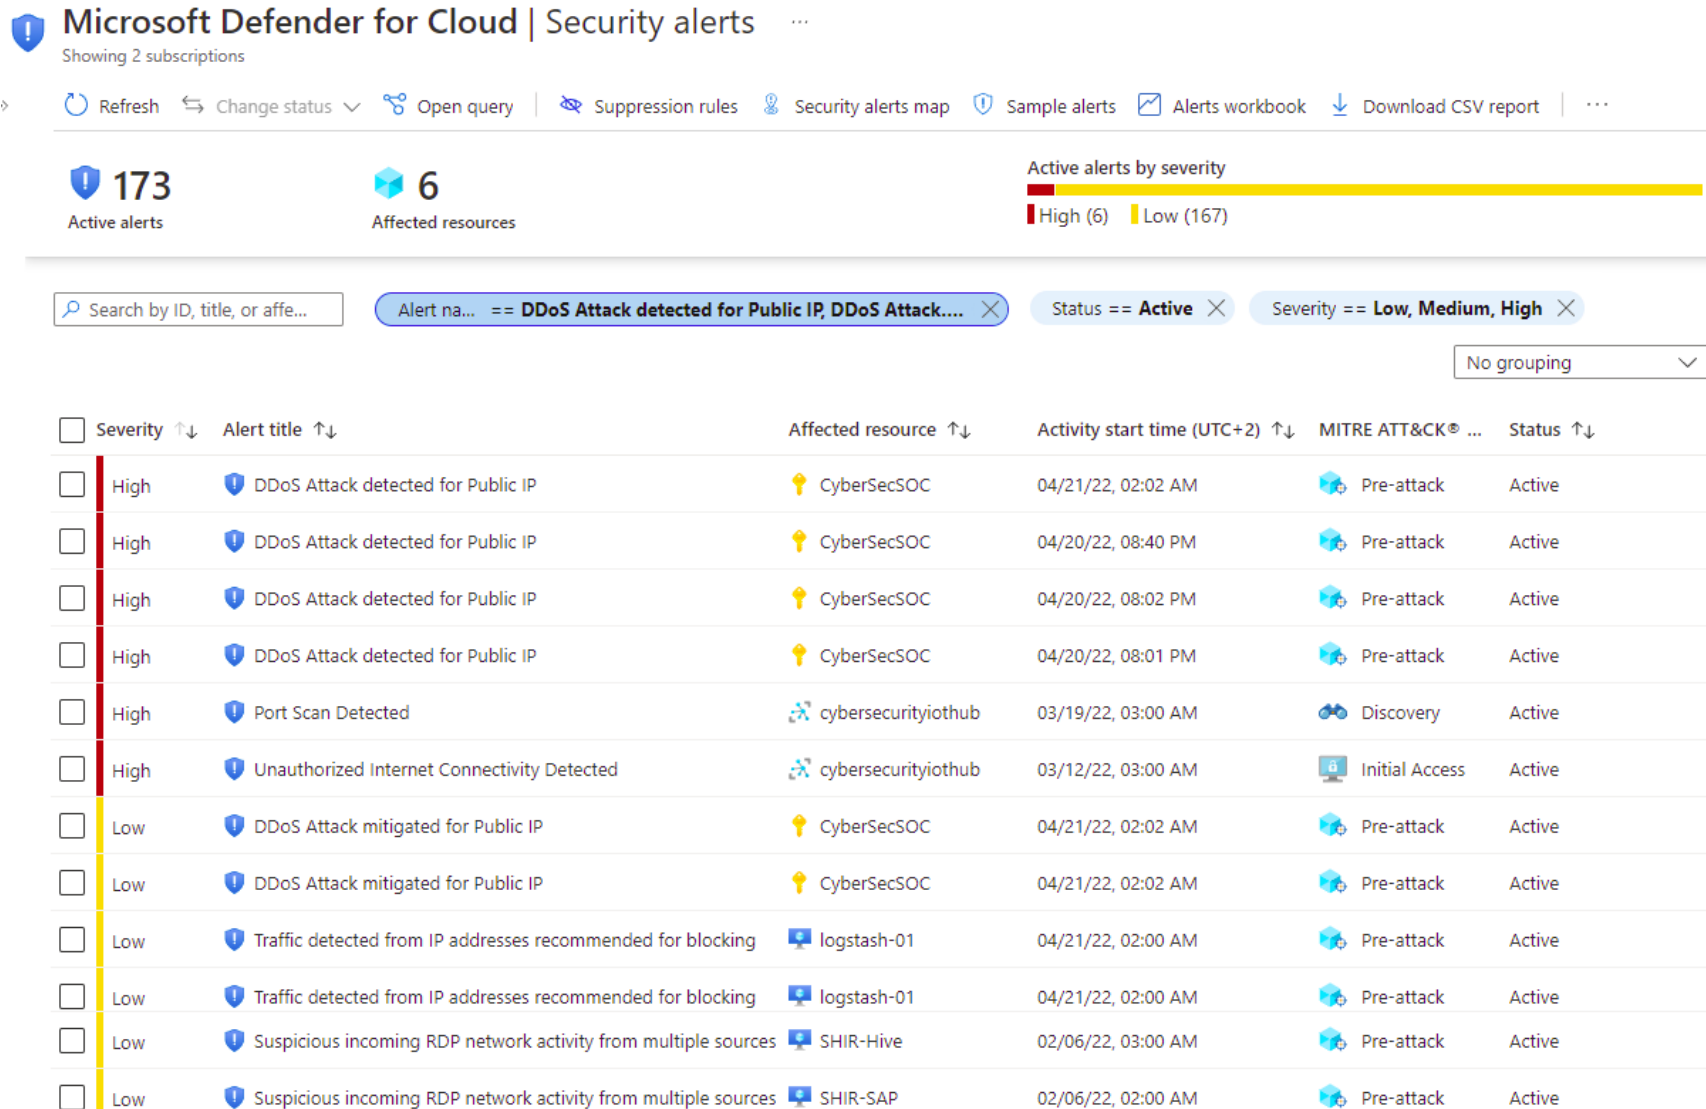 Microsoft Defender for Cloud | Security alerts ...
Showing 2 subscriptions
Refresh Change status Open query Suppression rules Security alerts map Sample alerts Alerts workbook Download CSV report ...
173 6 Active alerts by severity
Active alerts Affected resources High (6) Low (167)
Search by ID, title, or affe... Alert na... == DDoS Attack detected for Public IP, DDoS Attack.... Status == Active Severity == Low, Medium, High
No grouping
Severity Alert title Affected resource Activity start time (UTC+2) MITRE ATT&CK® ... Status
High DDoS Attack detected for Public IP CyberSecSOC 04/21/22, 02:02 AM Pre-attack Active
High DDoS Attack detected for Public IP CyberSecSOC 04/20/22, 08:40 PM Pre-attack Active
High DDoS Attack detected for Public IP CyberSecSOC 04/20/22, 08:02 PM Pre-attack Active
High DDoS Attack detected for Public IP CyberSecSOC 04/20/22, 08:01 PM Pre-attack Active
High Port Scan Detected cybersecurityiothub 03/19/22, 03:00 AM Discovery Active
High Unauthorized Internet Connectivity Detected cybersecurityiothub 03/12/22, 03:00 AM Initial Access Active
Low DDoS Attack mitigated for Public IP CyberSecSOC 04/21/22, 02:02 AM Pre-attack Active
Low DDoS Attack mitigated for Public IP CyberSecSOC 04/21/22, 02:02 AM Pre-attack Active
Low Traffic detected from IP addresses recommended for blocking logstash-01 04/21/22, 02:00 AM Pre-attack Active
Low Traffic detected from IP addresses recommended for blocking logstash-01 04/21/22, 02:00 AM Pre-attack Active
Low Suspicious incoming RDP network activity from multiple sources SHIR-Hive 02/06/22, 03:00 AM Pre-attack Active
Low Suspicious incoming RDP network activity from multiple sources SHIR-SAP 02/06/22, 02:00 AM Pre-attack Active